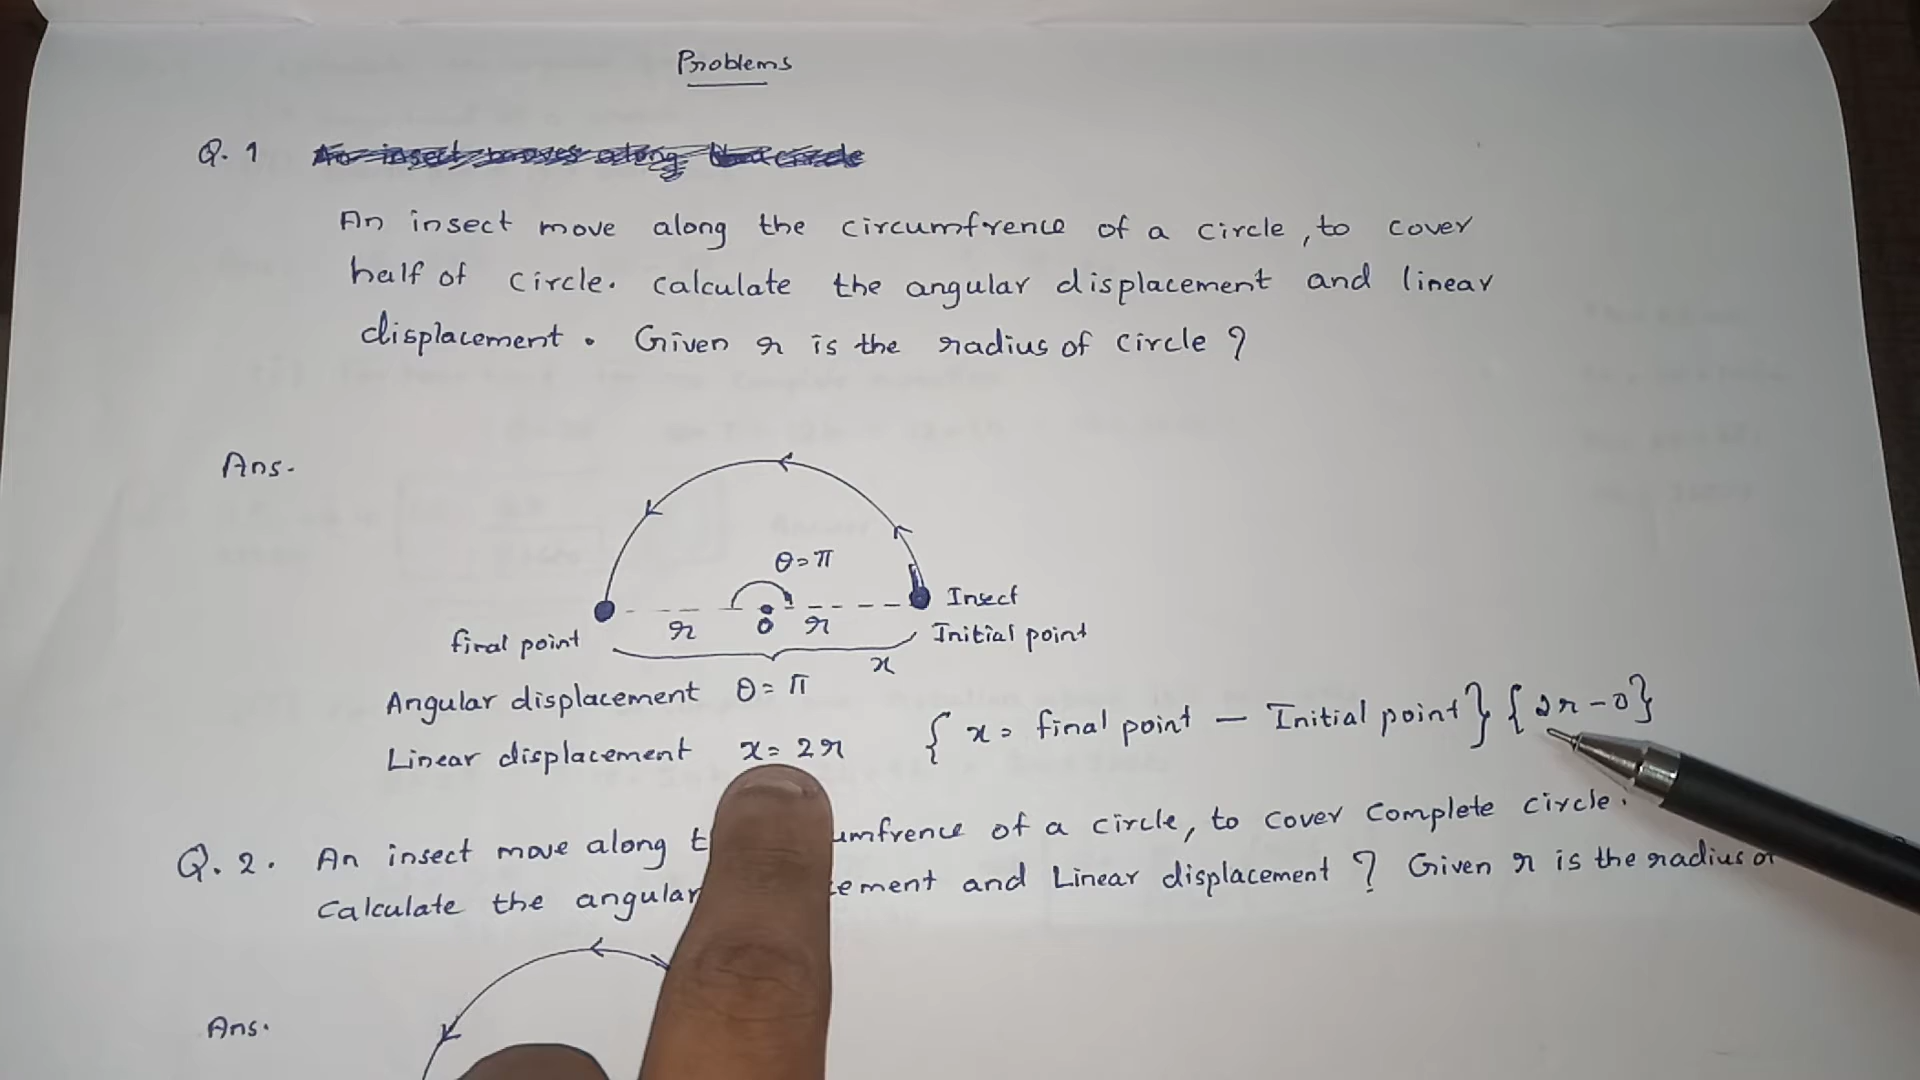 Problems
Q. 1
An insect move along the circumfrence of a circle, to cover
half of circle. calculate the angular displacement and linear
displacement. Given r is the radius of circle ?
Ans.
θ=π
Insect
r O r
final point
Initial point
x
Angular displacement θ=π
Linear displacement x=2r { x= final point — Initial point} {2r-0}
Q.2. An insect move along umfrence of a circle, to cover complete circle.
calculate the angular ement and Linear displacement ? Given r is the radius of
Ans.